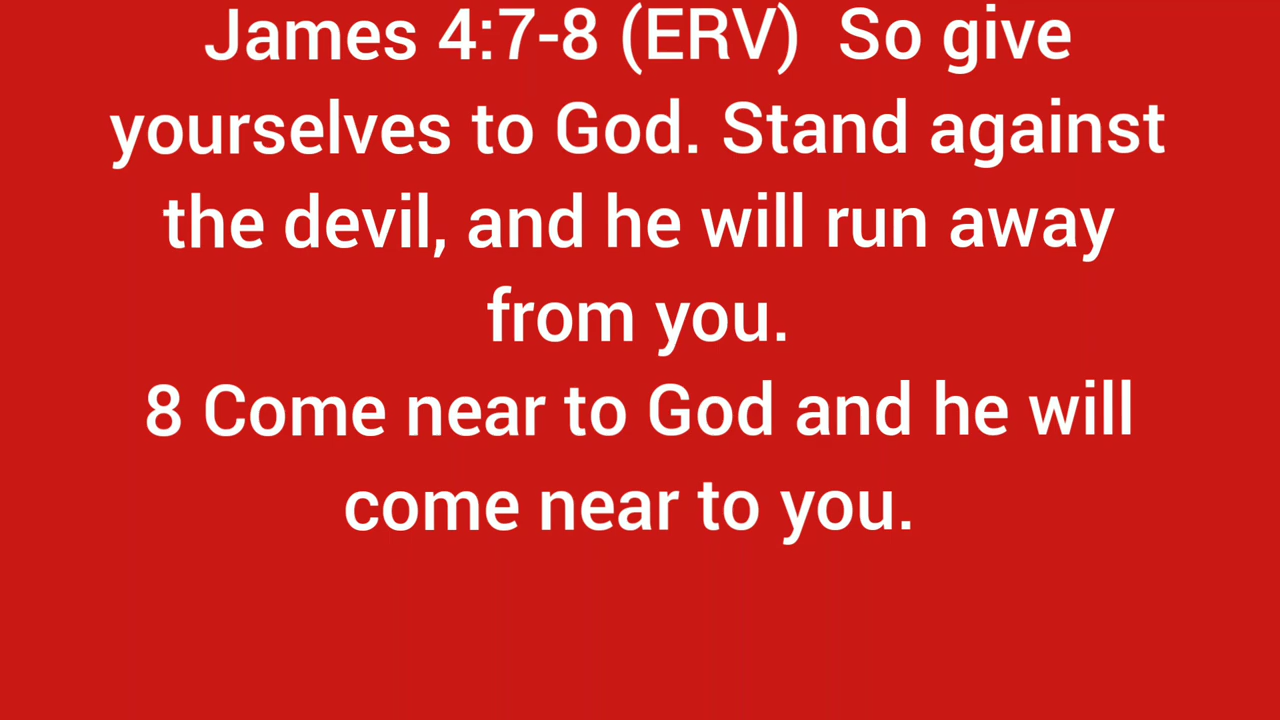 James 4:7-8 (ERV)  So give
yourselves to God. Stand against
the devil, and he will run away
from you.
8 Come near to God and he will
come near to you.